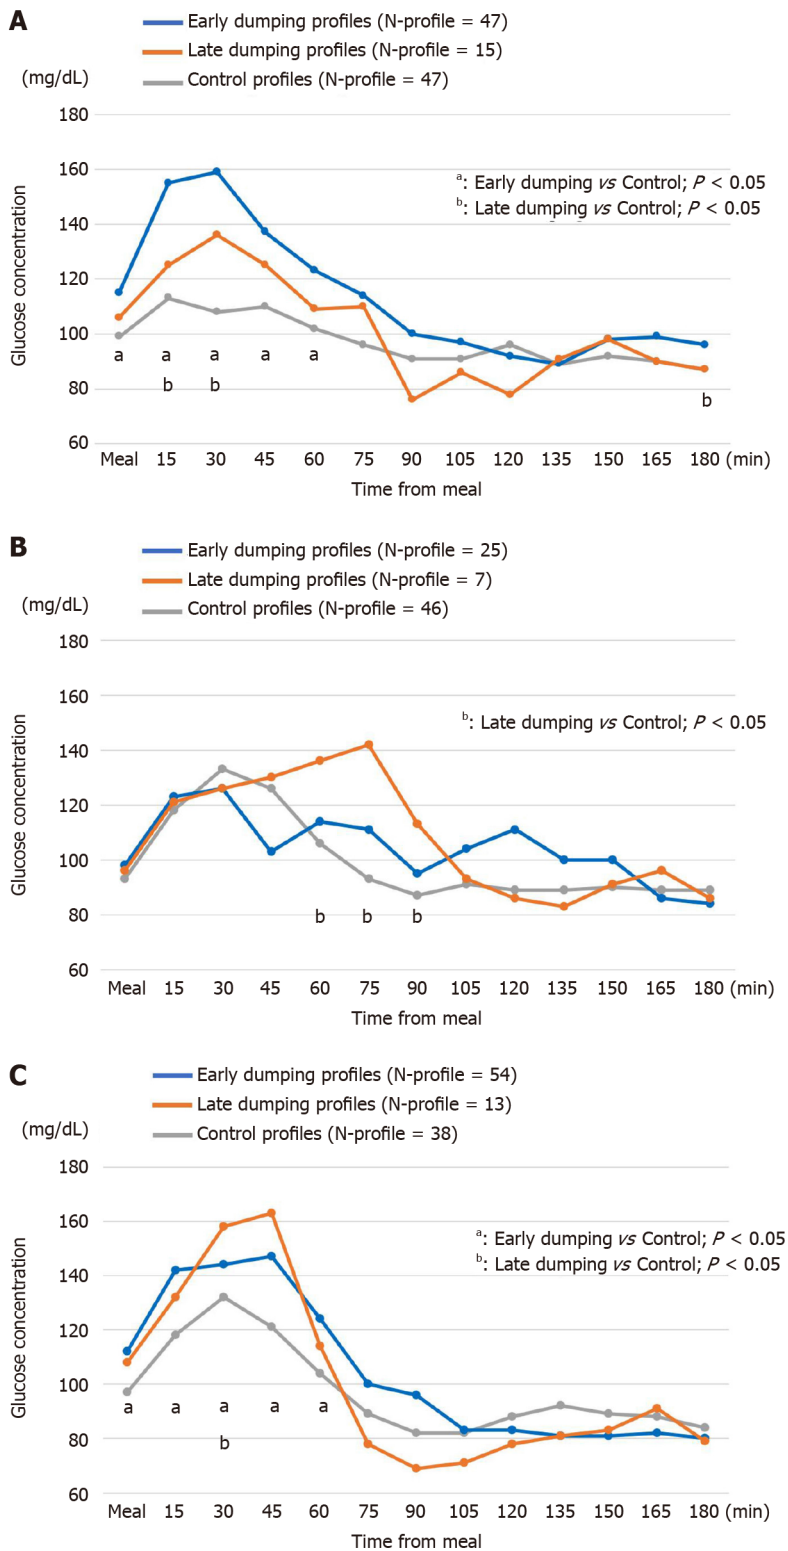 A
Early dumping profiles (N-profile = 47)
Late dumping profiles (N-profile = 15)
Control profiles (N-profile = 47)
(mg/dL)
180
160
140
120
100
80
60
Glucose concentration
a: Early dumping vs Control; P < 0.05
b: Late dumping vs Control; P < 0.05
a a a a a
b b b
Meal 15 30 45 60 75 90 105 120 135 150 165 180 (min)
Time from meal
B
Early dumping profiles (N-profile = 25)
Late dumping profiles (N-profile = 7)
Control profiles (N-profile = 46)
(mg/dL)
180
160
140
120
100
80
60
Glucose concentration
b: Late dumping vs Control; P < 0.05
b b b
Meal 15 30 45 60 75 90 105 120 135 150 165 180 (min)
Time from meal
C
Early dumping profiles (N-profile = 54)
Late dumping profiles (N-profile = 13)
Control profiles (N-profile = 38)
(mg/dL)
180
160
140
120
100
80
60
Glucose concentration
a: Early dumping vs Control; P < 0.05
b: Late dumping vs Control; P < 0.05
a a a a a
b
Meal 15 30 45 60 75 90 105 120 135 150 165 180 (min)
Time from meal